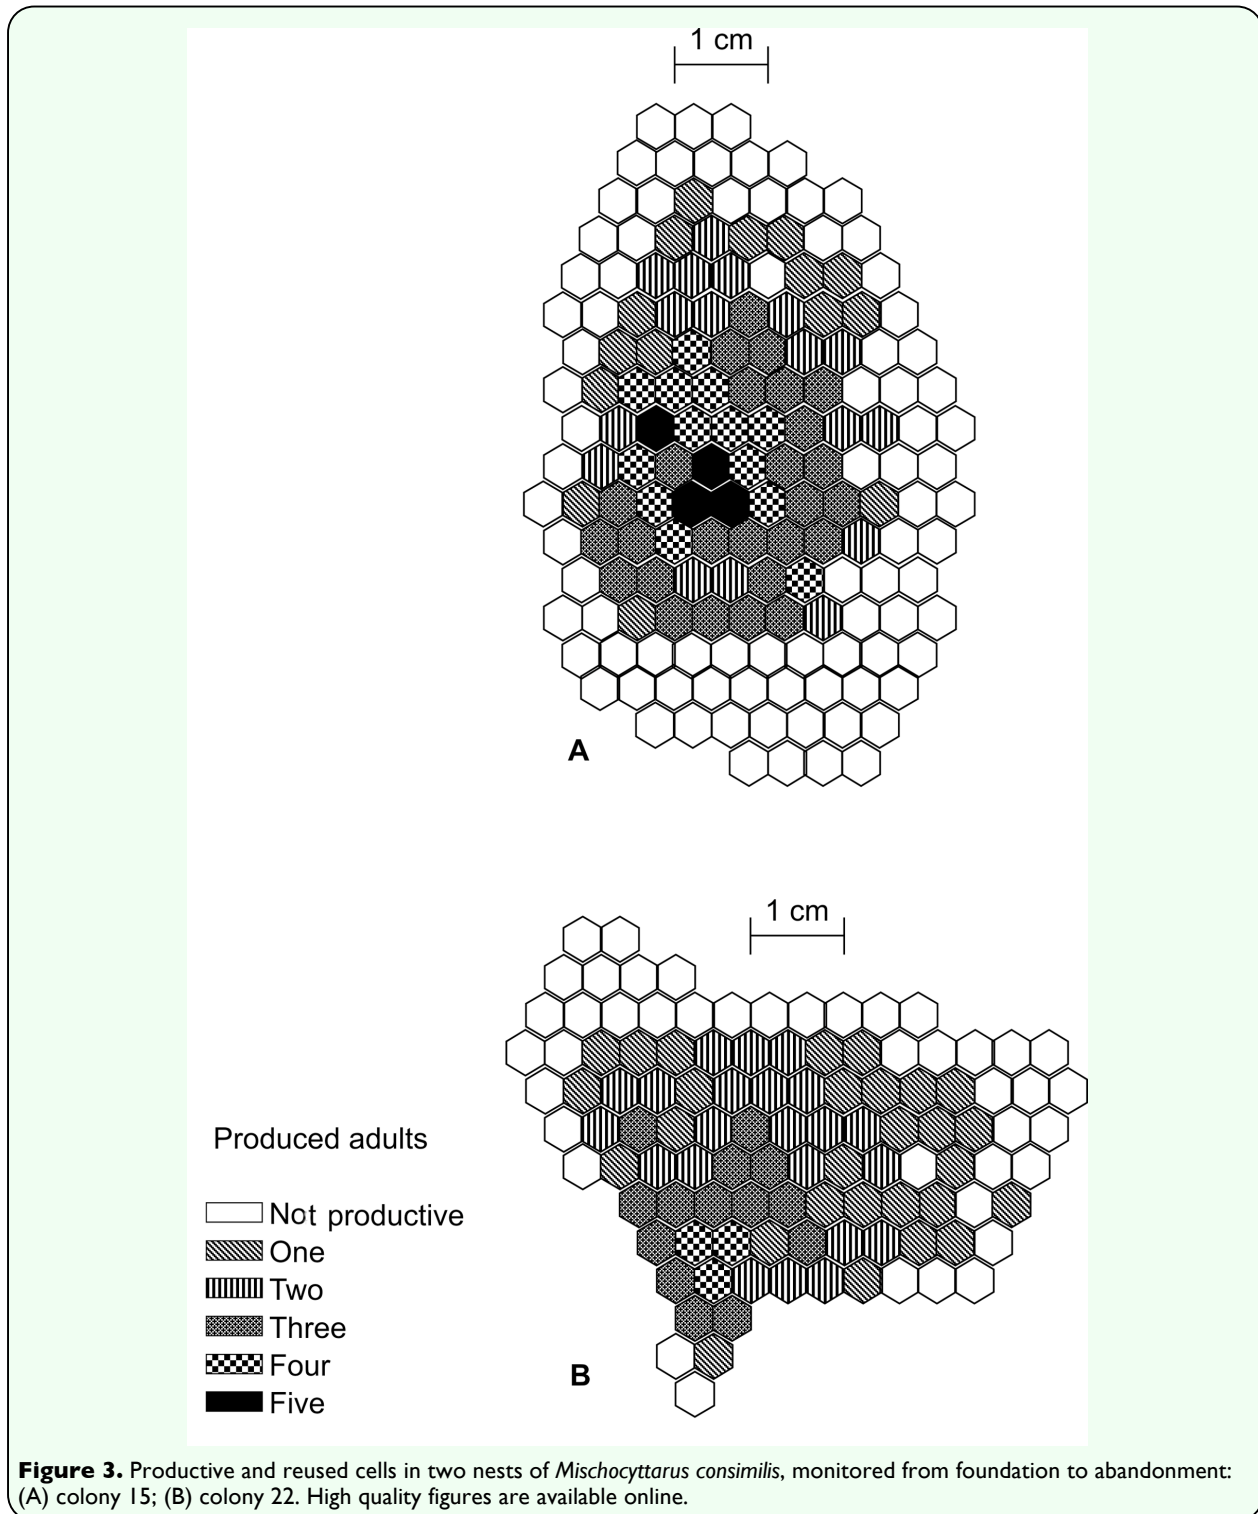 1 cm
A
1 cm
B
Produced adults
Not productive
One
Two
Three
Four
Five
Figure 3. Productive and reused cells in two nests of Mischocyttarus consimilis, monitored from foundation to abandonment:
(A) colony 15; (B) colony 22. High quality figures are available online.